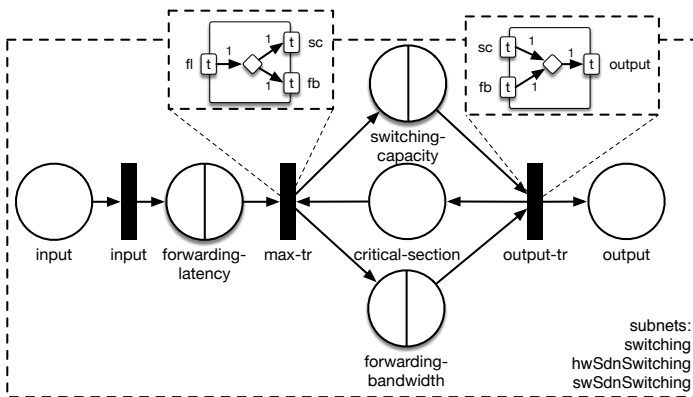 fl
t
1
1
1
t
sc
t
fb
sc
t
fb
t
1
1
1
t
output
switching-
capacity
input
input
forwarding-
latency
max-tr
critical-section
output-tr
output
forwarding-
bandwidth
subnets:
switching
hwSdnSwitching
swSdnSwitching